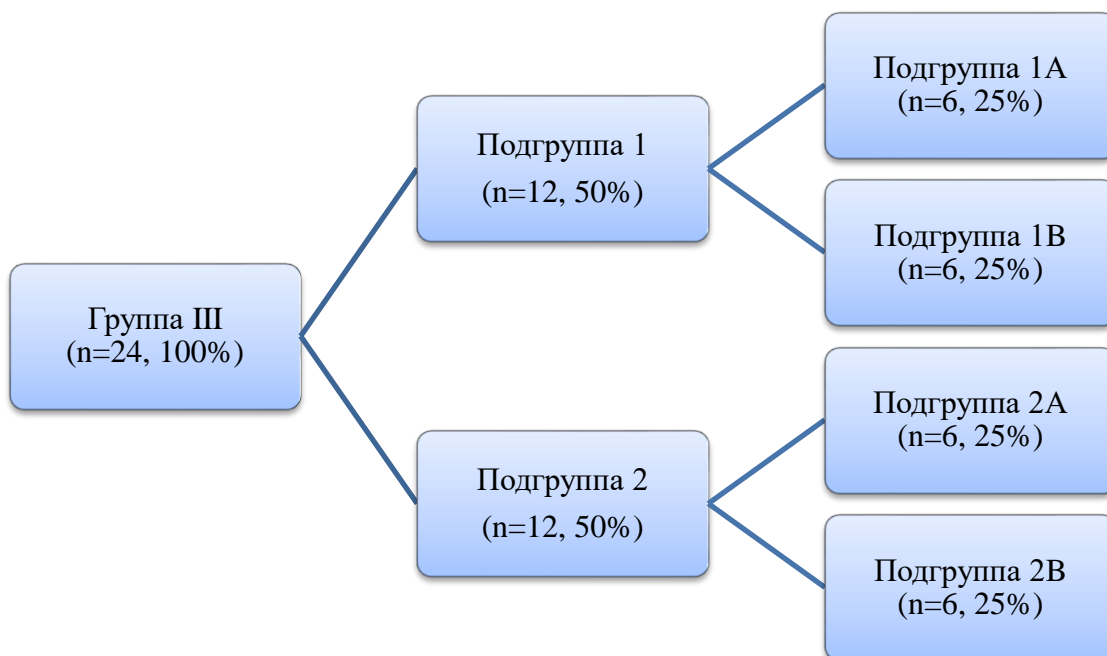 Группа III
(n=24, 100%)
Подгруппа 1
(n=12, 50%)
Подгруппа 1А
(n=6, 25%)
Подгруппа 1В
(n=6, 25%)
Подгруппа 2
(n=12, 50%)
Подгруппа 2А
(n=6, 25%)
Подгруппа 2В
(n=6, 25%)